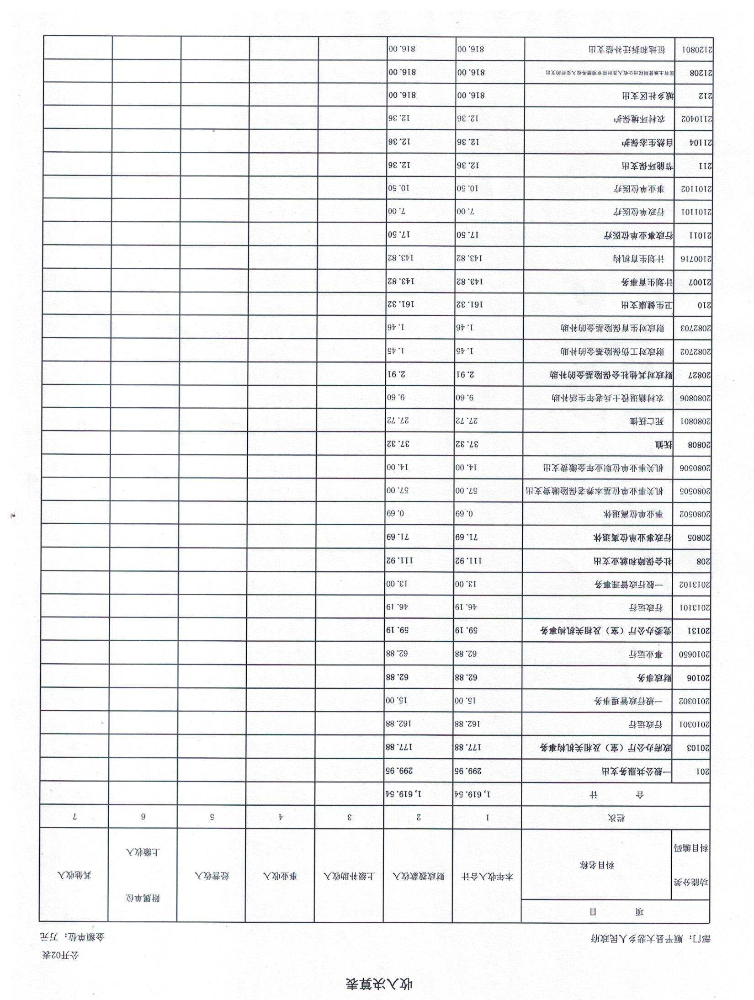 收入决算表
公开02表
部门：顺平县大悲乡人民政府 金额单位：万元
项 目 本年收入合计 财政拨款收入 上级补助收入 事业收入 经营收入 附属单位上缴收入 其他收入
功能分类科目编码 科目名称
栏次 1 2 3 4 5 6 7
合 计 1,619.54 1,619.54
201 一般公共服务支出 299.95 299.95
20103 政府办公厅（室）及相关机构事务 177.88 177.88
2010301 行政运行 162.88 162.88
2010302 一般行政管理事务 15.00 15.00
20106 财政事务 62.88 62.88
2010650 事业运行 62.88 62.88
20131 党委办公厅（室）及相关机构事务 59.19 59.19
2013101 行政运行 46.19 46.19
2013102 一般行政管理事务 13.00 13.00
208 社会保障和就业支出 111.92 111.92
20805 行政事业单位离退休 71.69 71.69
2080502 事业单位离退休 0.69 0.69
2080505 机关事业单位基本养老保险缴费支出 57.00 57.00
2080506 机关事业单位职业年金缴费支出 14.00 14.00
20808 抚恤 37.32 37.32
2080801 死亡抚恤 27.72 27.72
2080806 农村籍退役士兵老年生活补助 9.60 9.60
20827 财政对其他社会保险基金的补助 2.91 2.91
2082702 财政对工伤保险基金的补助 1.45 1.45
2082703 财政对生育保险基金的补助 1.46 1.46
210 卫生健康支出 161.32 161.32
21007 计划生育事务 143.82 143.82
2100716 计划生育机构 143.82 143.82
21011 行政事业单位医疗 17.50 17.50
2101101 行政单位医疗 7.00 7.00
2101102 事业单位医疗 10.50 10.50
211 节能环保支出 12.36 12.36
21104 自然生态保护 12.36 12.36
2110402 农村环境保护 12.36 12.36
212 城乡社区支出 816.00 816.00
21208 国有土地使用权出让收入及对应专项债务收入安排的支出 816.00 816.00
2120801 征地和拆迁补偿支出 816.00 816.00